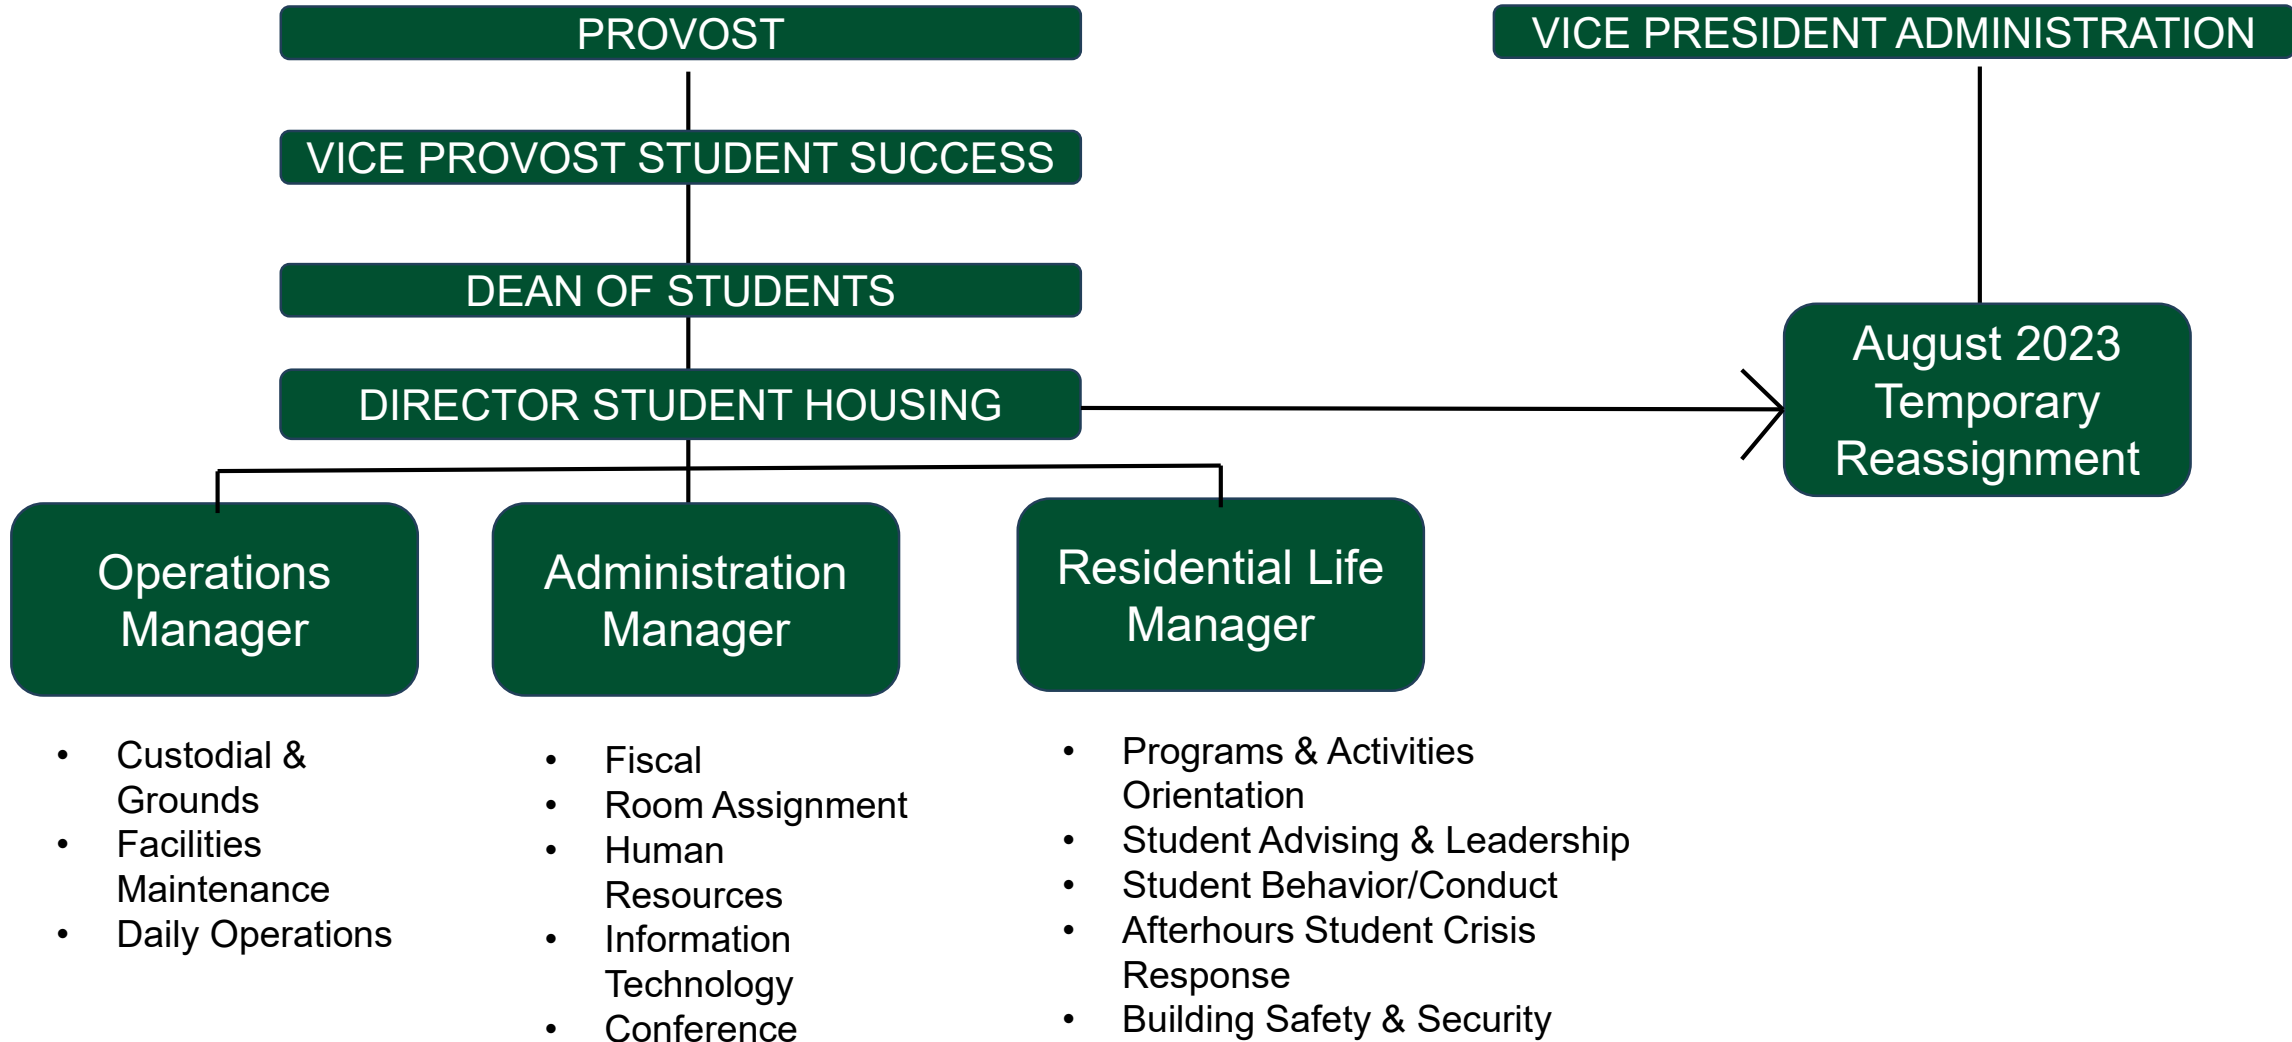 PROVOST
VICE PRESIDENT ADMINISTRATION
VICE PROVOST STUDENT SUCCESS
DEAN OF STUDENTS
DIRECTOR STUDENT HOUSING
August 2023
Temporary
Reassignment
Operations
Manager
Administration
Manager
Residential Life
Manager
• Custodial &
Grounds
• Facilities
Maintenance
• Daily Operations
• Fiscal
• Room Assignment
• Human
Resources
• Information
Technology
• Conference
• Programs & Activities
Orientation
• Student Advising & Leadership
• Student Behavior/Conduct
• Afterhours Student Crisis
Response
• Building Safety & Security